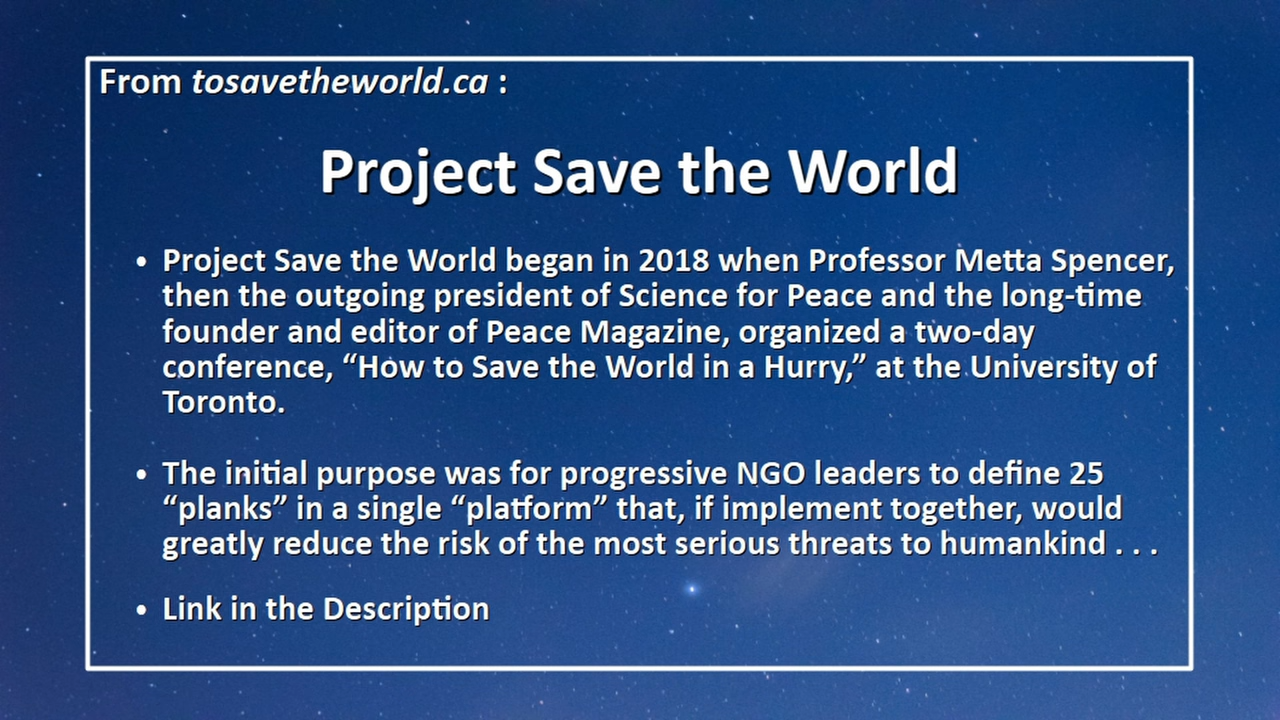 From tosavetheworld.ca :
Project Save the World
• Project Save the World began in 2018 when Professor Metta Spencer,
then the outgoing president of Science for Peace and the long-time
founder and editor of Peace Magazine, organized a two-day
conference, “How to Save the World in a Hurry,” at the University of
Toronto.
• The initial purpose was for progressive NGO leaders to define 25
“planks” in a single “platform” that, if implement together, would
greatly reduce the risk of the most serious threats to humankind . . .
• Link in the Description